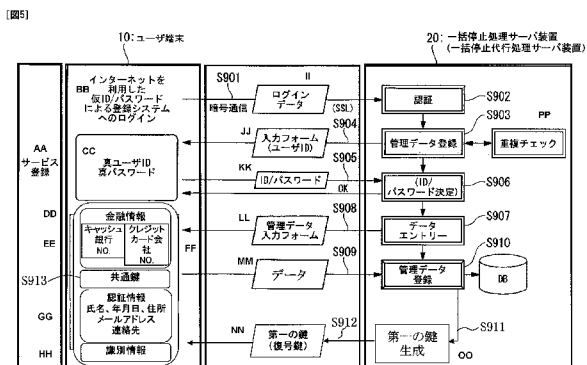 [図5]
10:ユーザ端末
20:一括停止処理サーバ装置
(一括停止代行処理サーバ装置)
AA
サービス
登録
DD
EE
S913
GG
HH
BB
インターネットを
利用した
仮ID/パスワード
による登録システム
へのログイン
CC
真ユーザID
真パスワード
金融情報
キャッシュ
銀行
NO.
クレジット
カード会
社
NO.
FF
共通鍵
認証情報
氏名、年月日、住所
メールアドレス
連絡先
識別情報
II
S901
ログイン
データ
暗号通信
(SSL)
JJ
入力フォーム
(ユーザID)
S904
KK
ID/パスワード
S905
OK
LL
管理データ
入力フォーム
S908
MM
データ
S909
NN
第一の鍵
(復号鍵)
S912
認証
S902
S903
管理データ登録
PP
重複チェック
(ID/
パスワード決定)
S906
データ
エントリー
S907
S910
管理データ
登録
DB
S911
第一の鍵
生成
OO